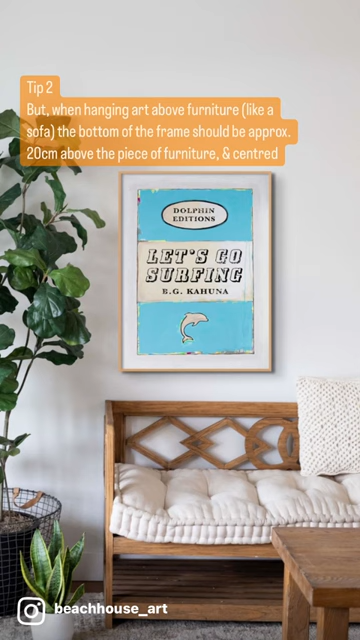 Tip 2
But, when hanging art above furniture (like a
sofa) the bottom of the frame should be approx.
20cm above the piece of furniture, & centred
DOLPHIN
EDITIONS
LET'S GO
SURFING
B.G. KAHUNA
beachhouse_art